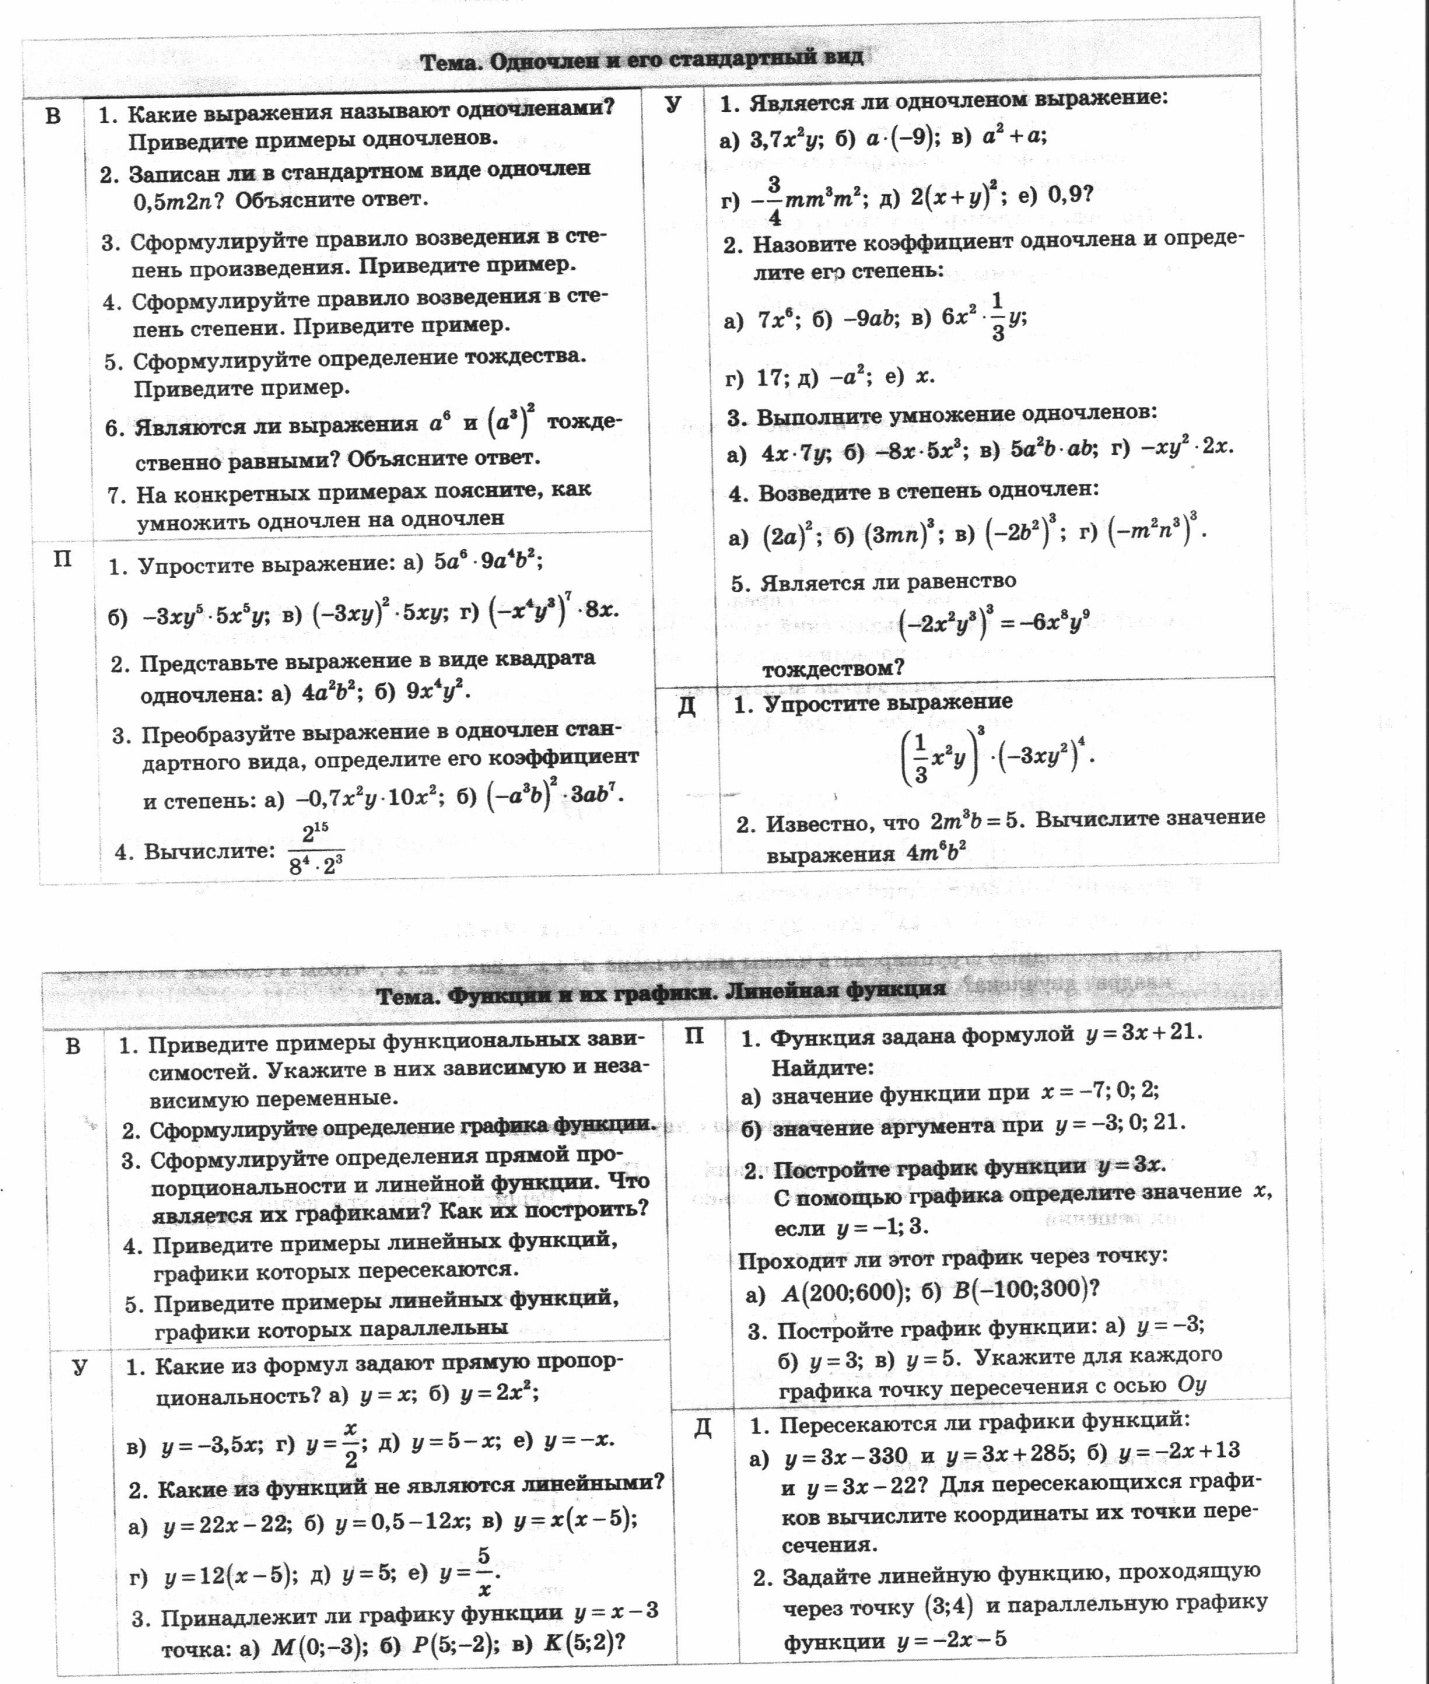 Тема. Одночлен и его стандартный вид
В
1. Какие выражения называют одночленами?
Приведите примеры одночленов.
2. Записан ли в стандартном виде одночлен
0,5m2n? Объясните ответ.
3. Сформулируйте правило возведения в сте-
пень произведения. Приведите пример.
4. Сформулируйте правило возведения в сте-
пень степени. Приведите пример.
5. Сформулируйте определение тождества.
Приведите пример.
6. Являются ли выражения a⁶ и (a³)² тожде-
ственно равными? Объясните ответ.
7. На конкретных примерах поясните, как
умножить одночлен на одночлен
П
1. Упростите выражение: а) 5a⁶·9a⁴b²;
б) –3xy⁵·5x⁵y; в) (–3xy)²·5xy; г) (–x⁴y³)⁷·8x.
2. Представьте выражение в виде квадрата
одночлена: а) 4a²b²; б) 9x⁴y².
3. Преобразуйте выражение в одночлен стан-
дартного вида, определите его коэффициент
и степень: а) –0,7x²y·10x²; б) (–a³b)²·3ab⁷.
4. Вычислите: 2¹⁵/(8⁴·2³)
У
1. Является ли одночленом выражение:
а) 3,7x²y; б) a·(–9); в) a²+a;
г) –3/4mm³m²; д) 2(x+y)²; е) 0,9?
2. Назовите коэффициент одночлена и опреде-
лите его степень:
а) 7x⁶; б) –9ab; в) 6x²·1/3y;
г) 17; д) –a²; е) x.
3. Выполните умножение одночленов:
а) 4x·7y; б) –8x·5x³; в) 5a²b·ab; г) –xy²·2x.
4. Возведите в степень одночлен:
а) (2a)²; б) (3mn)³; в) (–2b²)³; г) (–m²n³)³.
5. Является ли равенство
(–2x²y³)³=–6x⁸y⁹
тождеством?
Д
1. Упростите выражение
(1/3x²y)³·(–3xy²)⁴.
2. Известно, что 2m³b=5. Вычислите значение
выражения 4m⁶b²
Тема. Функции и их графики. Линейная функция
В
1. Приведите примеры функциональных зави-
симостей. Укажите в них зависимую и неза-
висимую переменные.
2. Сформулируйте определение графика функции.
3. Сформулируйте определения прямой про-
порциональности и линейной функции. Что
является их графиками? Как их построить?
4. Приведите примеры линейных функций,
графики которых пересекаются.
5. Приведите примеры линейных функций,
графики которых параллельны
У
1. Какие из формул задают прямую пропор-
циональность? а) y=x; б) y=2x²;
в) y=–3,5x; г) y=x/2; д) y=5–x; е) y=–x.
2. Какие из функций не являются линейными?
а) y=22x–22; б) y=0,5–12x; в) y=x(x–5);
г) y=12(x–5); д) y=5; е) y=5/x.
3. Принадлежит ли графику функции y=x–3
точка: а) M(0;–3); б) P(5;–2); в) K(5;2)?
П
1. Функция задана формулой y=3x+21.
Найдите:
а) значение функции при x=–7; 0; 2;
б) значение аргумента при y=–3; 0; 21.
2. Постройте график функции y=3x.
С помощью графика определите значение x,
если y=–1; 3.
Проходит ли этот график через точку:
а) A(200;600); б) B(–100;300)?
3. Постройте график функции: а) y=–3;
б) y=3; в) y=5. Укажите для каждого
графика точку пересечения с осью Oy
Д
1. Пересекаются ли графики функций:
а) y=3x–330 и y=3x+285; б) y=–2x+13
и y=3x–22? Для пересекающихся графи-
ков вычислите координаты их точки пере-
сечения.
2. Задайте линейную функцию, проходящую
через точку (3;4) и параллельную графику
функции y=–2x–5